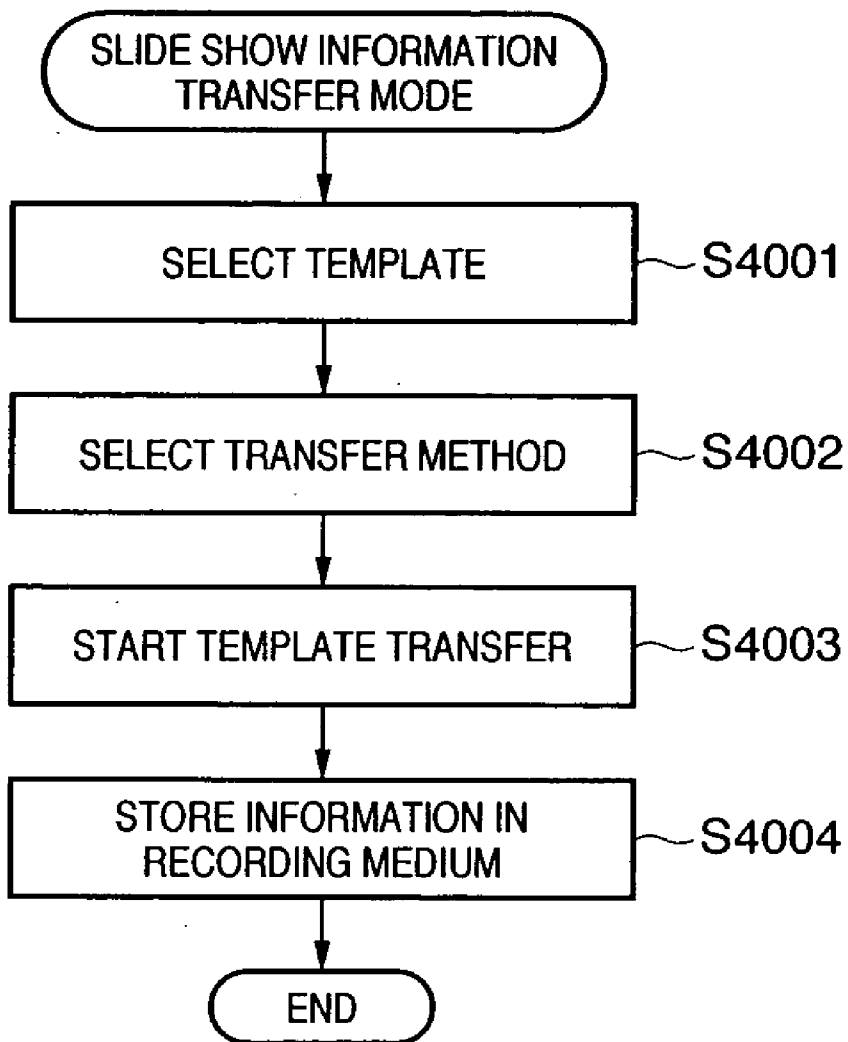 SLIDE SHOW INFORMATION
TRANSFER MODE
SELECT TEMPLATE
S4001
SELECT TRANSFER METHOD
S4002
START TEMPLATE TRANSFER
S4003
STORE INFORMATION IN
RECORDING MEDIUM
S4004
END